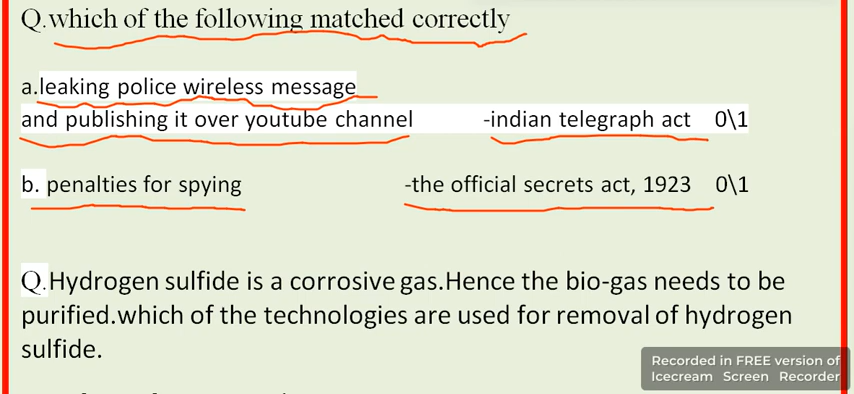 Q.which of the following matched correctly
a.leaking police wireless message
and publishing it over youtube channel -indian telegraph act 0\1
b. penalties for spying -the official secrets act, 1923 0\1
Q.Hydrogen sulfide is a corrosive gas.Hence the bio-gas needs to be
purified.which of the technologies are used for removal of hydrogen
sulfide.
Recorded in FREE version of
Icecream Screen Recorder